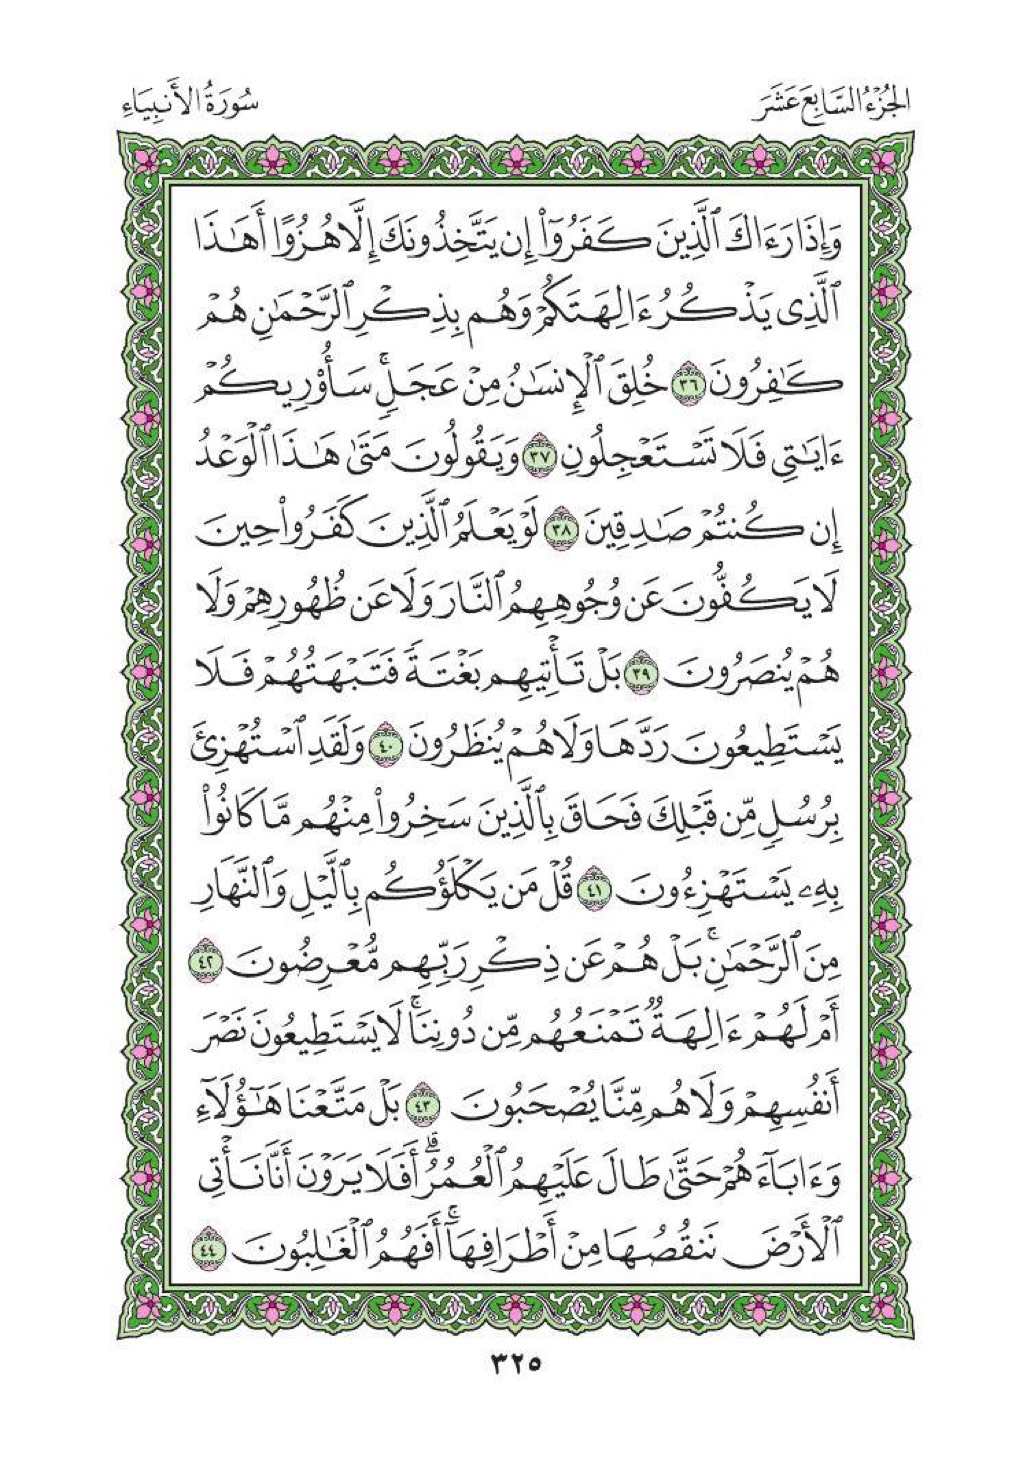 الجُزْءُ السَّابِعَ عَشَرَ
سُورَةُ الأَنبِيَاءِ
وَإِذَا رَءَاكَ ٱلَّذِينَ كَفَرُوٓا۟ إِن يَتَّخِذُونَكَ إِلَّا هُزُوًا أَهَـٰذَا
ٱلَّذِى يَذْكُرُ ءَالِهَتَكُمْ وَهُم بِذِكْرِ ٱلرَّحْمَـٰنِ هُمْ
كَـٰفِرُونَ ٣٦ خُلِقَ ٱلْإِنسَـٰنُ مِنْ عَجَلٍ ۚ سَأُو۟رِيكُمْ
ءَايَـٰتِى فَلَا تَسْتَعْجِلُونِ ٣٧ وَيَقُولُونَ مَتَىٰ هَـٰذَا ٱلْوَعْدُ
إِن كُنتُمْ صَـٰدِقِينَ ٣٨ لَوْ يَعْلَمُ ٱلَّذِينَ كَفَرُوا۟ حِينَ
لَا يَكُفُّونَ عَن وُجُوهِهِمُ ٱلنَّارَ وَلَا عَن ظُهُورِهِمْ وَلَا
هُمْ يُنصَرُونَ ٣٩ بَلْ تَأْتِيهِم بَغْتَةً فَتَبْهَتُهُمْ فَلَا
يَسْتَطِيعُونَ رَدَّهَا وَلَا هُمْ يُنظَرُونَ ٤٠ وَلَقَدِ ٱسْتُهْزِئَ
بِرُسُلٍ مِّن قَبْلِكَ فَحَاقَ بِٱلَّذِينَ سَخِرُوا۟ مِنْهُم مَّا كَانُوا۟
بِهِۦ يَسْتَهْزِءُونَ ٤١ قُلْ مَن يَكْلَؤُكُم بِٱلَّيْلِ وَٱلنَّهَارِ
مِنَ ٱلرَّحْمَـٰنِ ۚ بَلْ هُمْ عَن ذِكْرِ رَبِّهِم مُّعْرِضُونَ ٤٢
أَمْ لَهُمْ ءَالِهَةٌ تَمْنَعُهُم مِّن دُونِنَا ۚ لَا يَسْتَطِيعُونَ نَصْرَ
أَنفُسِهِمْ وَلَا هُم مِّنَّا يُصْحَبُونَ ٤٣ بَلْ مَتَّعْنَا هَـٰٓؤُلَآءِ
وَءَابَآءَهُمْ حَتَّىٰ طَالَ عَلَيْهِمُ ٱلْعُمُرُ ۗ أَفَلَا يَرَوْنَ أَنَّا نَأْتِى
ٱلْأَرْضَ نَنقُصُهَا مِنْ أَطْرَافِهَآ ۚ أَفَهُمُ ٱلْغَـٰلِبُونَ ٤٤
٣٢٥